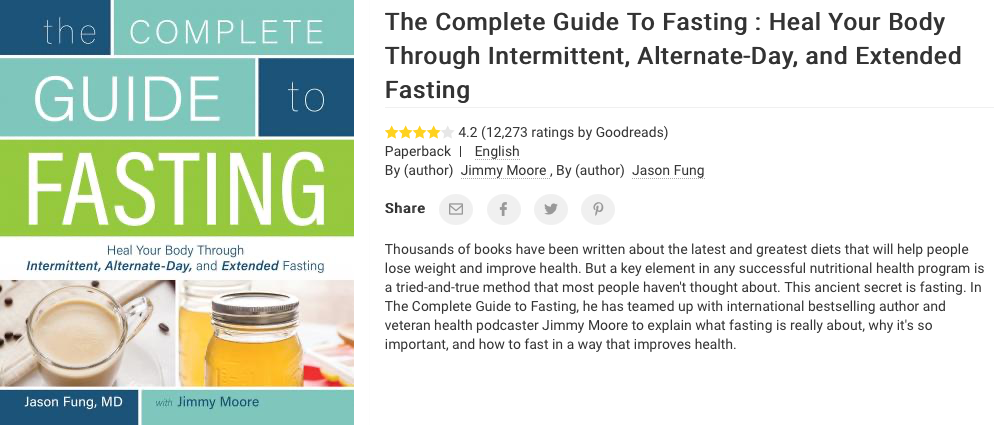 the COMPLETE
GUIDE to
FASTING
Heal Your Body Through
Intermittent, Alternate-Day, and Extended Fasting
Jason Fung, MD with Jimmy Moore
The Complete Guide To Fasting : Heal Your Body
Through Intermittent, Alternate-Day, and Extended
Fasting
4.2 (12,273 ratings by Goodreads)
Paperback | English
By (author) Jimmy Moore , By (author) Jason Fung
Share
Thousands of books have been written about the latest and greatest diets that will help people
lose weight and improve health. But a key element in any successful nutritional health program is
a tried-and-true method that most people haven't thought about. This ancient secret is fasting. In
The Complete Guide to Fasting, he has teamed up with international bestselling author and
veteran health podcaster Jimmy Moore to explain what fasting is really about, why it's so
important, and how to fast in a way that improves health.